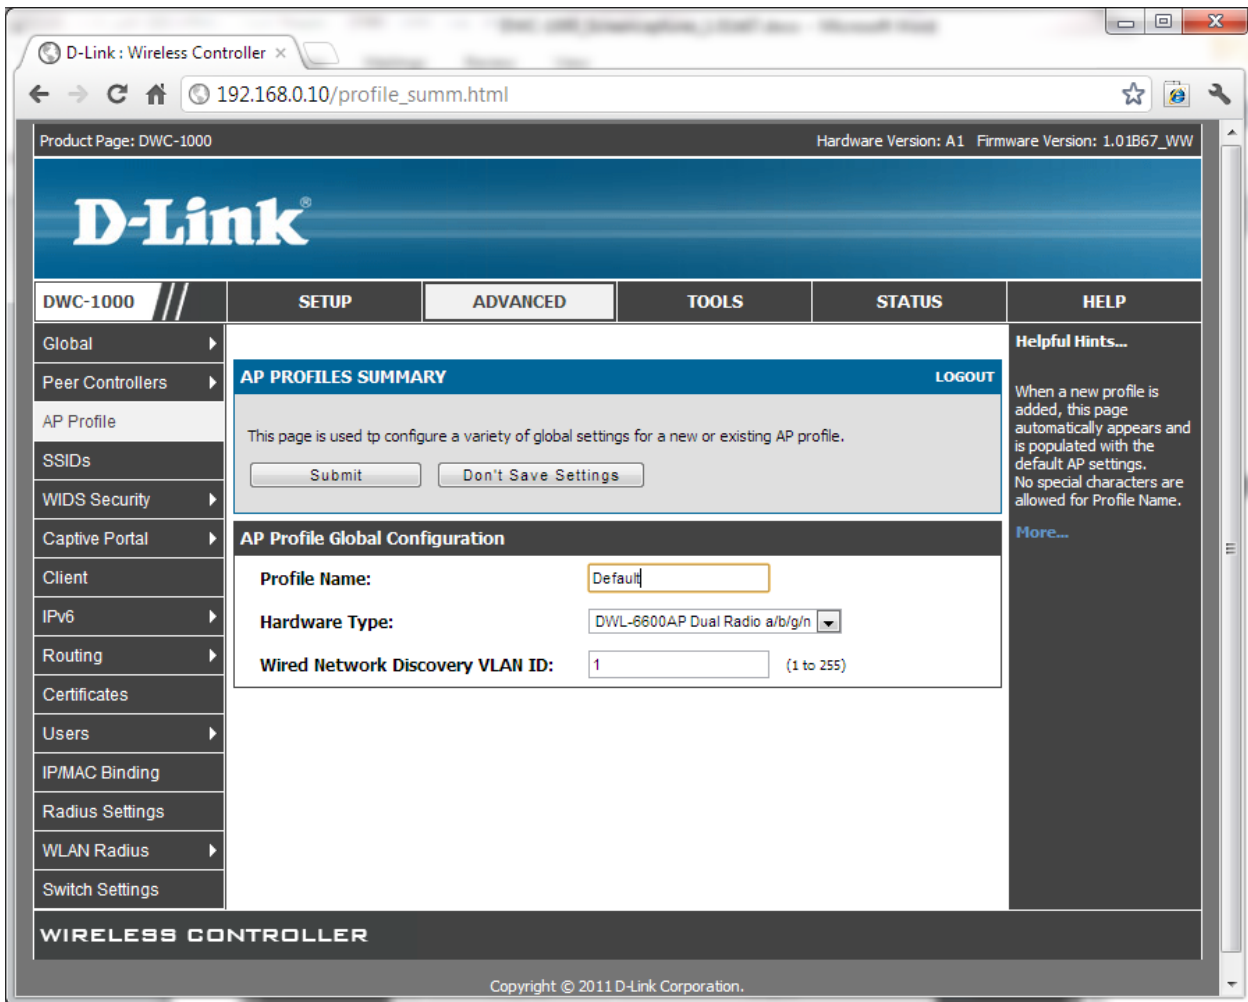 D-Link : Wireless Controller ×
192.168.0.10/profile_summ.html
Product Page: DWC-1000
Hardware Version: A1 Firmware Version: 1.01B67_WW
D-Link®
DWC-1000
SETUP
ADVANCED
TOOLS
STATUS
HELP
Global
Peer Controllers
AP Profile
SSIDs
WIDS Security
Captive Portal
Client
IPv6
Routing
Certificates
Users
IP/MAC Binding
Radius Settings
WLAN Radius
Switch Settings
AP PROFILES SUMMARY
LOGOUT
This page is used tp configure a variety of global settings for a new or existing AP profile.
Submit
Don't Save Settings
AP Profile Global Configuration
Profile Name:
Default
Hardware Type:
DWL-6600AP Dual Radio a/b/g/n
Wired Network Discovery VLAN ID:
1
(1 to 255)
Helpful Hints...
When a new profile is
added, this page
automatically appears and
is populated with the
default AP settings.
No special characters are
allowed for Profile Name.
More...
WIRELESS CONTROLLER
Copyright © 2011 D-Link Corporation.